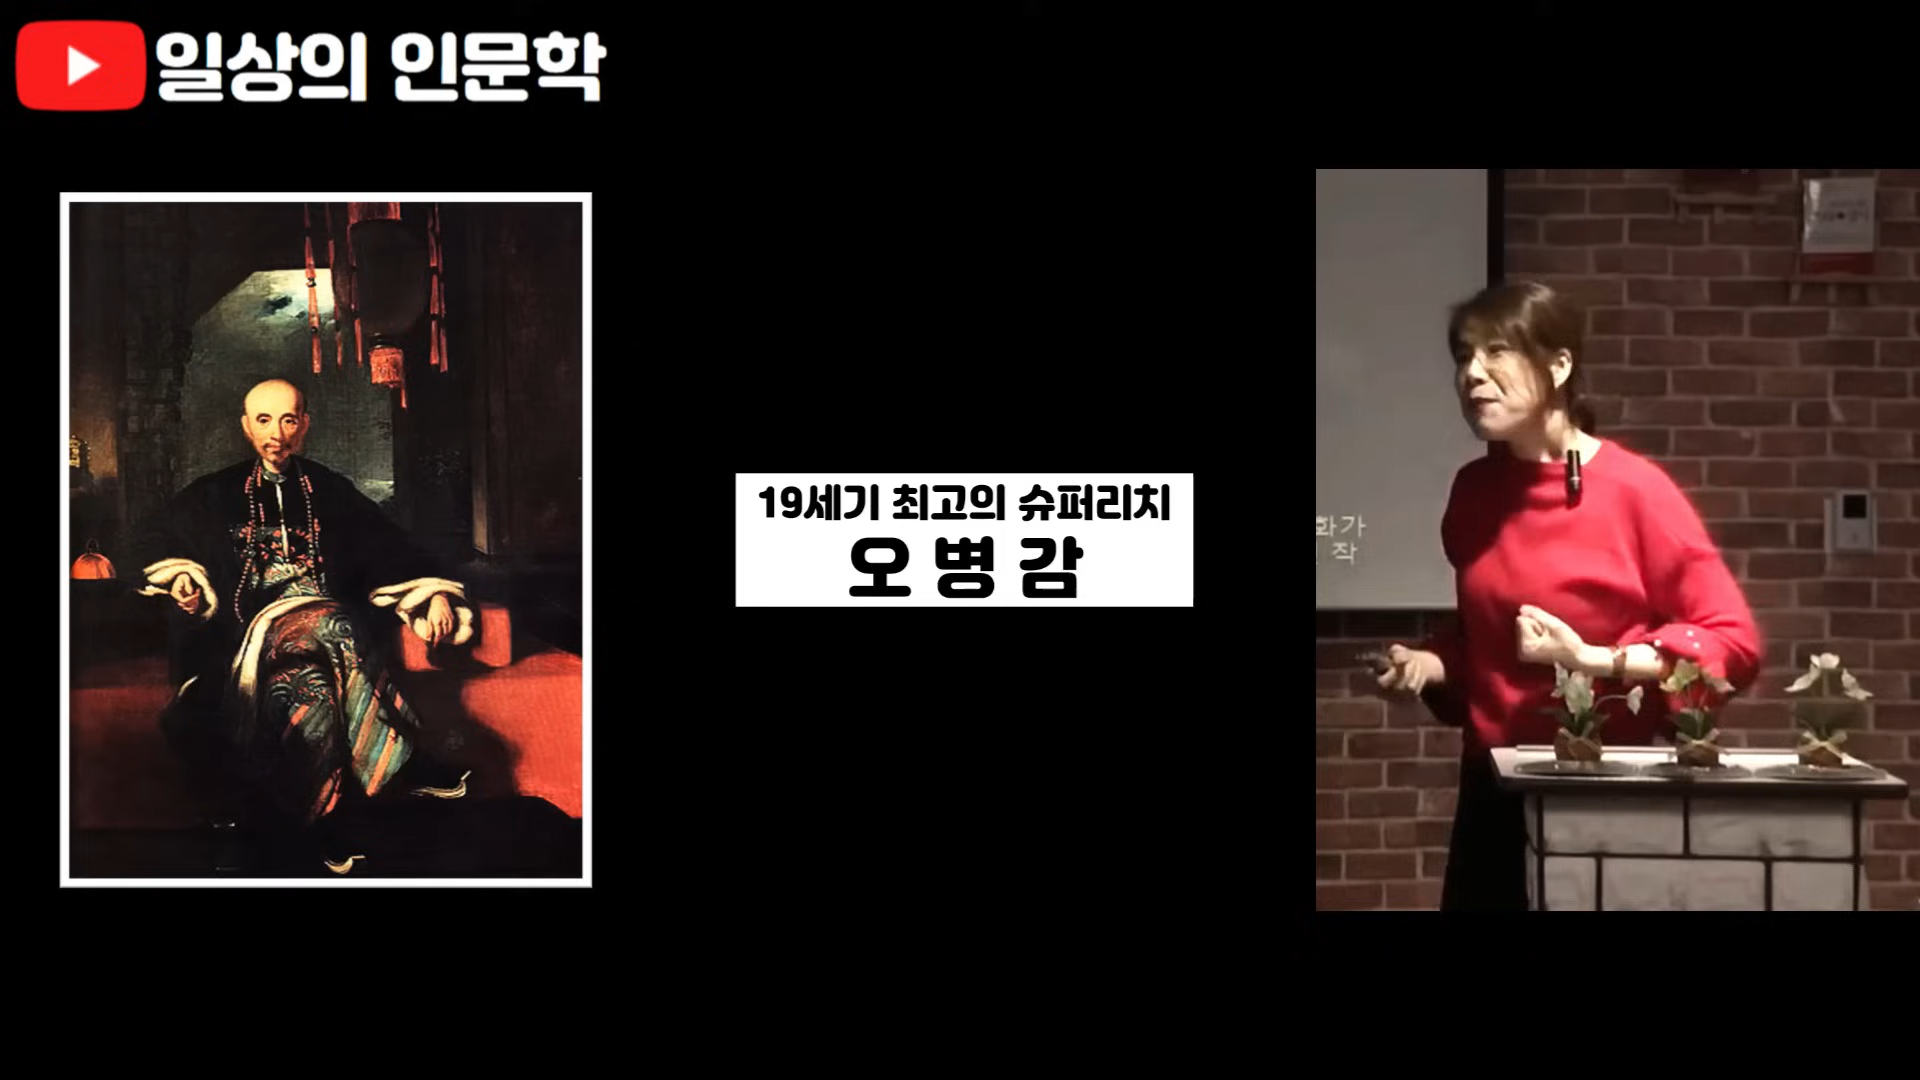 일상의 인문학
19세기 최고의 슈퍼리치
오병감
화가
작